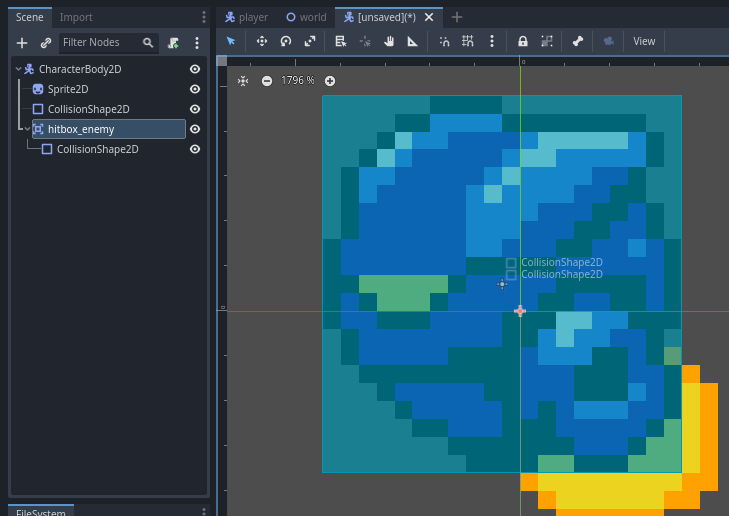 Scene Import
player world [unsaved](*)
Filter Nodes
View
CharacterBody2D
Sprite2D
CollisionShape2D
hitbox_enemy
CollisionShape2D
1796 %
0
CollisionShape2D
CollisionShape2D
0
FileSystem